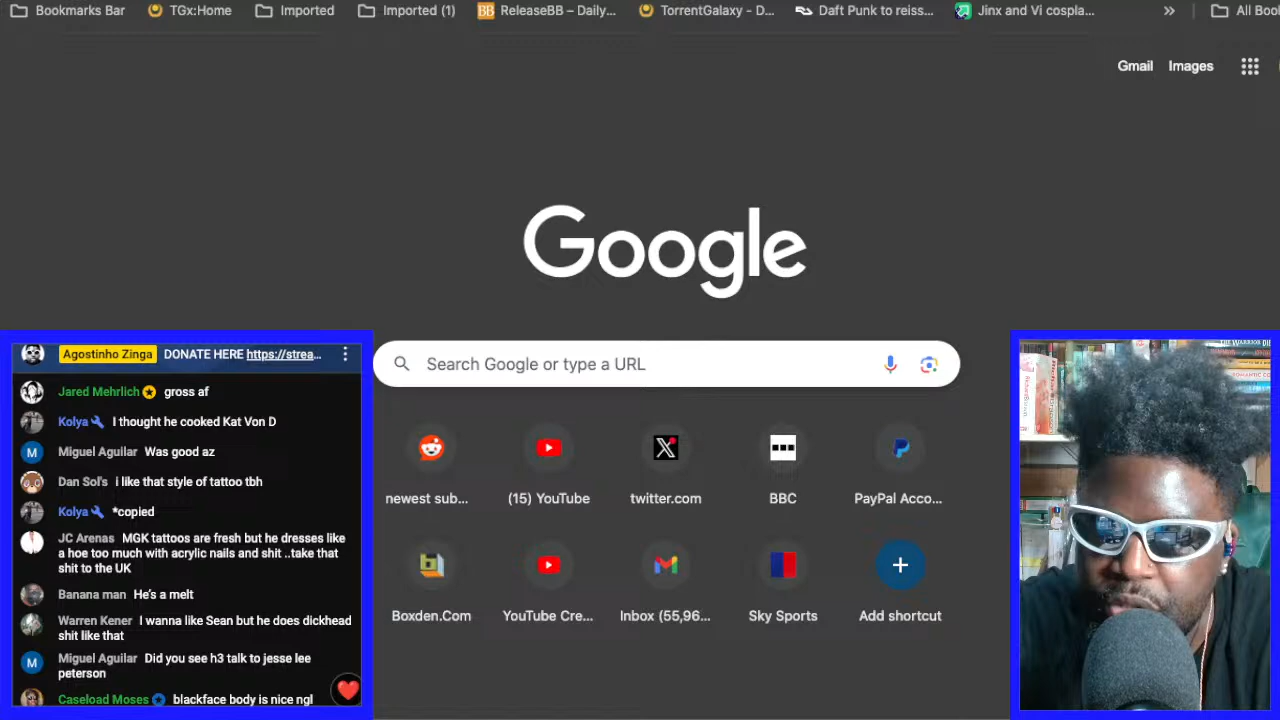 Bookmarks Bar
TGx:Home
Imported
Imported (1)
BB
ReleaseBB – Daily...
TorrentGalaxy - D...
Daft Punk to reiss...
Jinx and Vi cospla...
»
All Bool
Gmail
Images
Google
Search Google or type a URL
newest sub...
(15) YouTube
twitter.com
BBC
PayPal Acco...
Boxden.Com
YouTube Cre...
Inbox (55,96...
Sky Sports
Add shortcut
Agostinho Zinga DONATE HERE https://strea...
Jared Mehrlich gross af
Kolya I thought he cooked Kat Von D
M Miguel Aguilar Was good az
Dan Sol's i like that style of tattoo tbh
Kolya *copied
JC Arenas MGK tattoos are fresh but he dresses like
a hoe too much with acrylic nails and shit ..take that
shit to the UK
Banana man He's a melt
Warren Kener I wanna like Sean but he does dickhead
shit like that
M Miguel Aguilar Did you see h3 talk to jesse lee
peterson
Caseload Moses blackface body is nice ngl